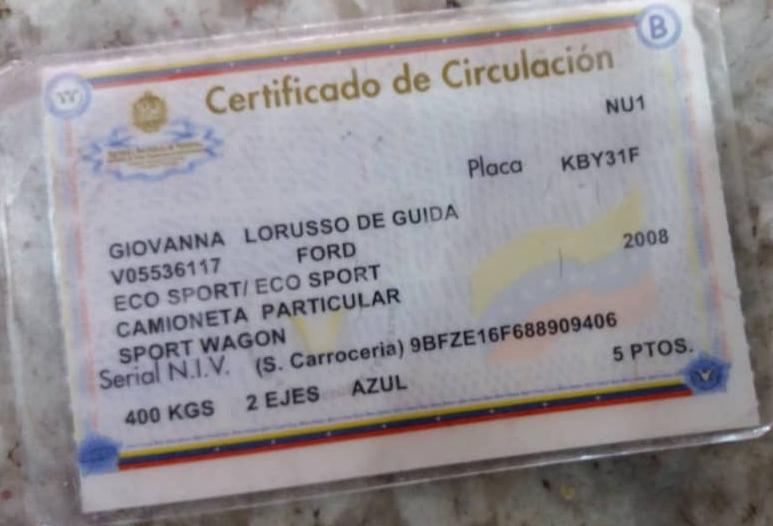 B
Certificado de Circulación
NU1
Placa KBY31F
GIOVANNA LORUSSO DE GUIDA
V05536117 FORD 2008
ECO SPORT/ ECO SPORT
CAMIONETA PARTICULAR
SPORT WAGON
Serial N.I.V. (S. Carroceria) 9BFZE16F688909406
400 KGS 2 EJES AZUL 5 PTOS.